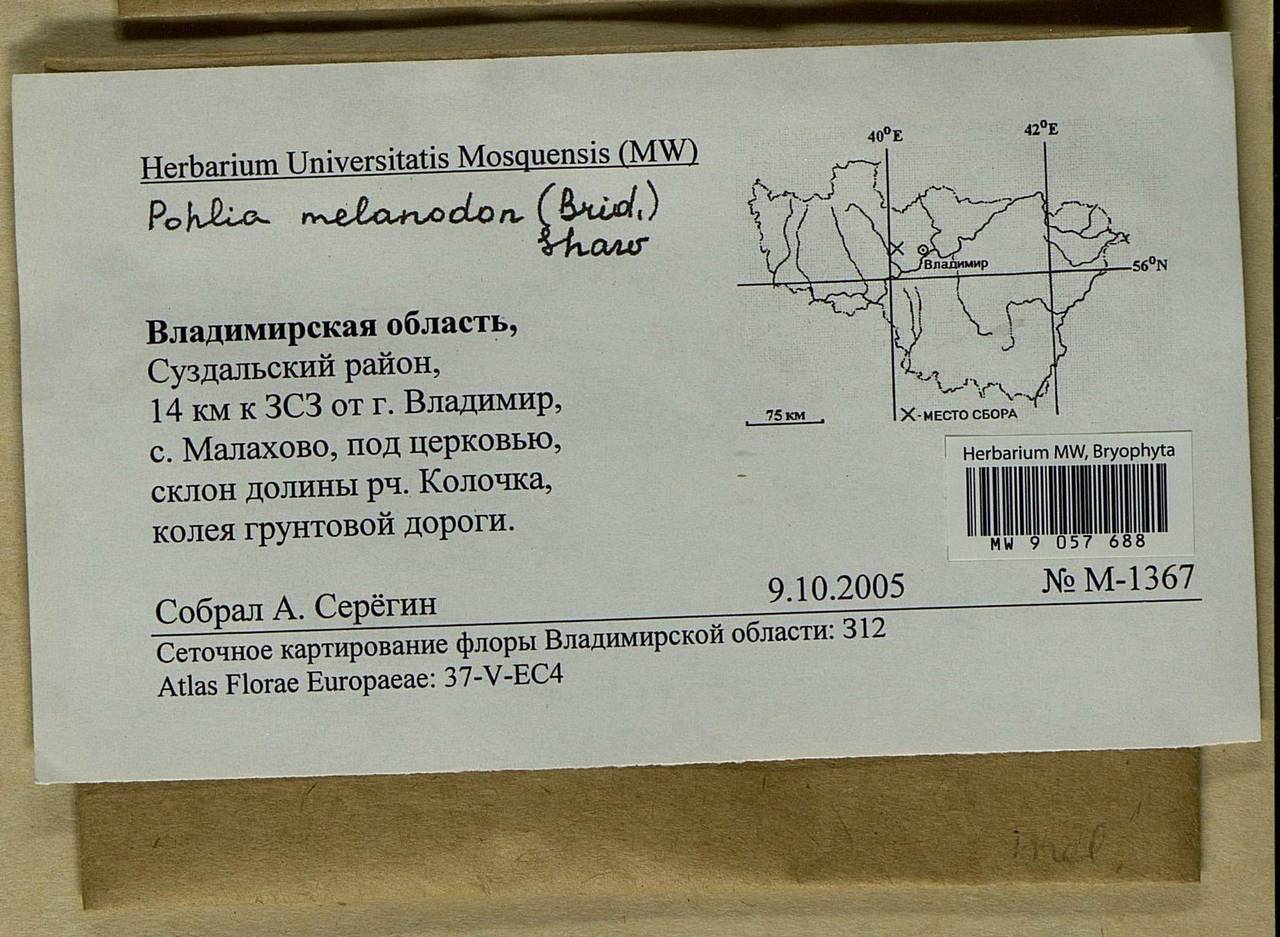 Herbarium Universitatis Mosquensis (MW)
Pohlia melanodon (Brid.)
Shaw
Владимирская область,
Суздальский район,
14 км к ЗСЗ от г. Владимир,
с. Малахово, под церковью,
склон долины рч. Колочка,
колея грунтовой дороги.
40°E
42°E
Владимир
56°N
75 км
X-МЕСТО СБОРА
Herbarium MW, Bryophyta
MW 9 057 688
Собрал А. Серёгин
9.10.2005
№ М-1367
Сеточное картирование флоры Владимирской области: З12
Atlas Florae Europaeae: 37-V-EC4
mel.